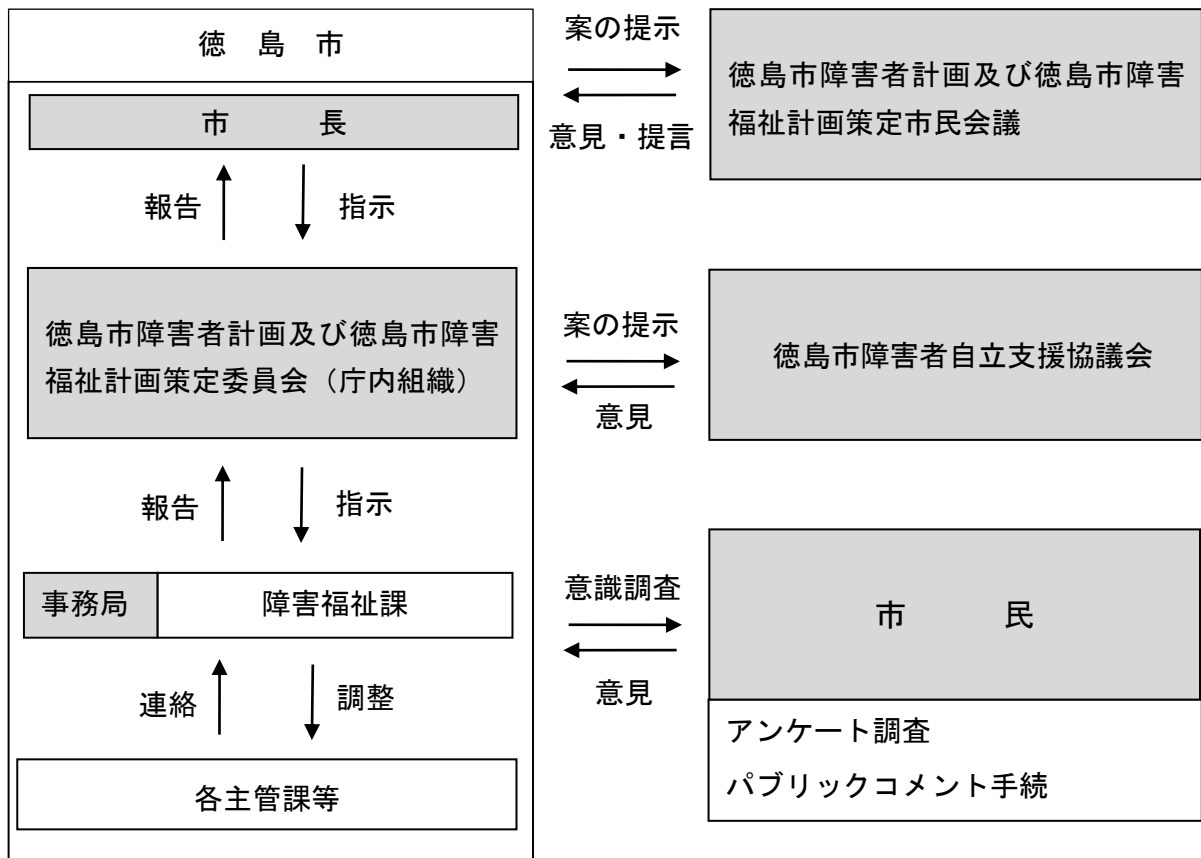 徳島市
市長
報告
指示
徳島市障害者計画及び徳島市障害
福祉計画策定委員会（庁内組織）
報告
指示
事務局
障害福祉課
連絡
調整
各主管課等
案の提示
意見・提言
徳島市障害者計画及び徳島市障害
福祉計画策定市民会議
案の提示
意見
徳島市障害者自立支援協議会
意識調査
意見
市民
アンケート調査
パブリックコメント手続